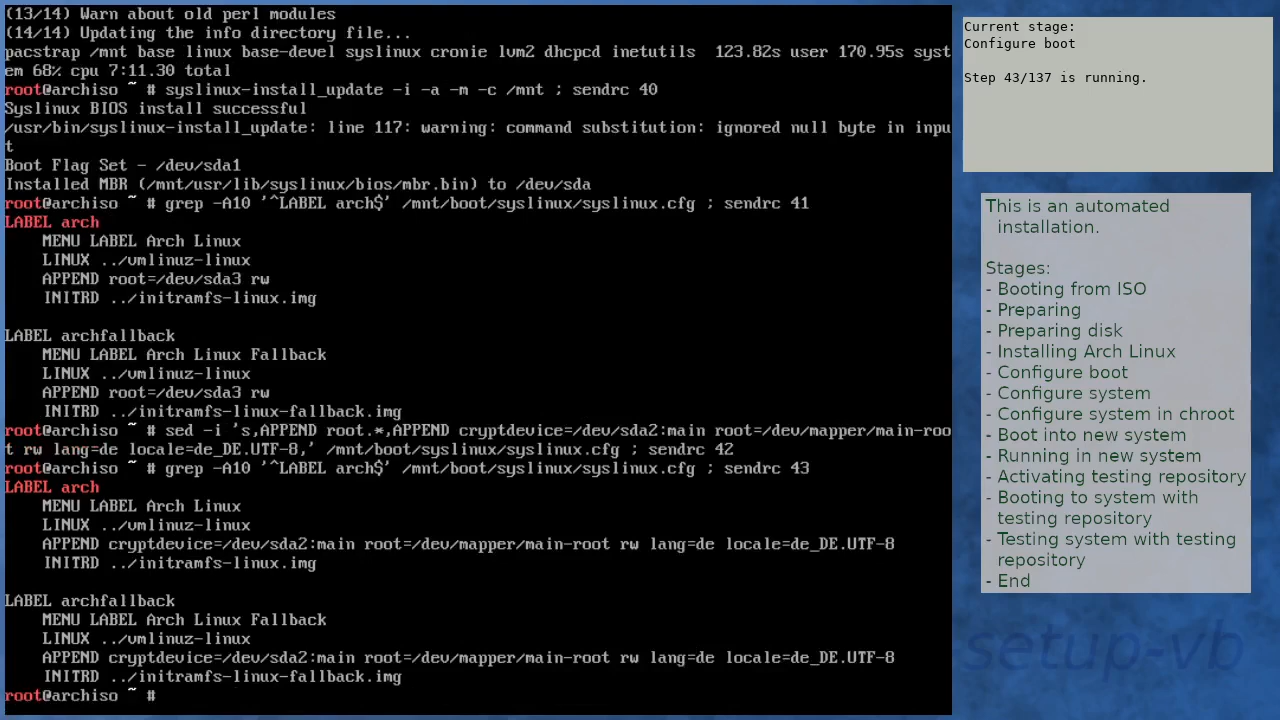 (13/14) Warn about old perl modules
(14/14) Updating the info directory file...
pacstrap /mnt base linux base-devel syslinux cronie lvm2 dhcpcd inetutils  123.82s user 170.95s syst
em 68% cpu 7:11.30 total
root@archiso ~ # syslinux-install_update -i -a -m -c /mnt ; sendrc 40
Syslinux BIOS install successful
/usr/bin/syslinux-install_update: line 117: warning: command substitution: ignored null byte in inpu
t
Boot Flag Set - /dev/sda1
Installed MBR (/mnt/usr/lib/syslinux/bios/mbr.bin) to /dev/sda
root@archiso ~ # grep -A10 '^LABEL arch$' /mnt/boot/syslinux/syslinux.cfg ; sendrc 41
LABEL arch
    MENU LABEL Arch Linux
    LINUX ../vmlinuz-linux
    APPEND root=/dev/sda3 rw
    INITRD ../initramfs-linux.img

LABEL archfallback
    MENU LABEL Arch Linux Fallback
    LINUX ../vmlinuz-linux
    APPEND root=/dev/sda3 rw
    INITRD ../initramfs-linux-fallback.img
root@archiso ~ # sed -i 's,APPEND root.*,APPEND cryptdevice=/dev/sda2:main root=/dev/mapper/main-roo
t rw lang=de locale=de_DE.UTF-8,' /mnt/boot/syslinux/syslinux.cfg ; sendrc 42
root@archiso ~ # grep -A10 '^LABEL arch$' /mnt/boot/syslinux/syslinux.cfg ; sendrc 43
LABEL arch
    MENU LABEL Arch Linux
    LINUX ../vmlinuz-linux
    APPEND cryptdevice=/dev/sda2:main root=/dev/mapper/main-root rw lang=de locale=de_DE.UTF-8
    INITRD ../initramfs-linux.img

LABEL archfallback
    MENU LABEL Arch Linux Fallback
    LINUX ../vmlinuz-linux
    APPEND cryptdevice=/dev/sda2:main root=/dev/mapper/main-root rw lang=de locale=de_DE.UTF-8
    INITRD ../initramfs-linux-fallback.img
root@archiso ~ #
Current stage:
Configure boot

Step 43/137 is running.
This is an automated
installation.

Stages:
- Booting from ISO
- Preparing
- Preparing disk
- Installing Arch Linux
- Configure boot
- Configure system
- Configure system in chroot
- Boot into new system
- Running in new system
- Activating testing repository
- Booting to system with
testing repository
- Testing system with testing
repository
- End
setup-vb